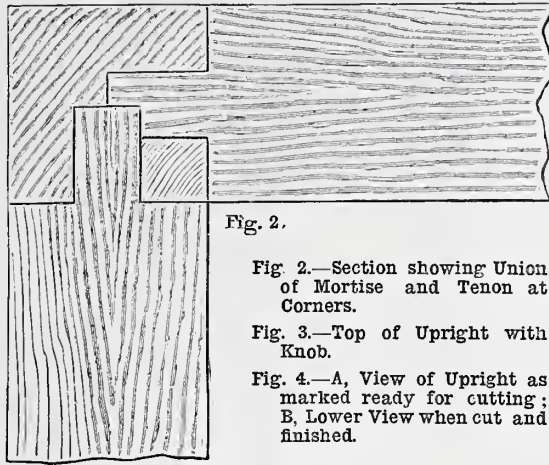 Fig. 2.
Fig. 2.—Section showing Union
of Mortise and Tenon at
Corners.
Fig. 3.—Top of Upright with
Knob.
Fig. 4.—A, View of Upright as
marked ready for cutting;
B, Lower View when cut and
finished.